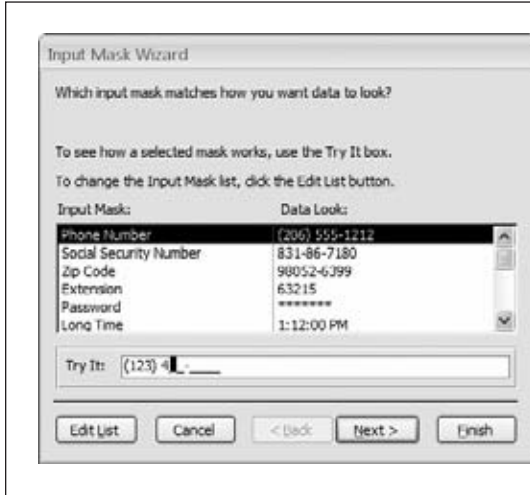 Input Mask Wizard
Which input mask matches how you want data to look?
To see how a selected mask works, use the Try It box.
To change the Input Mask list, click the Edit List button.
Input Mask: Data Look:
Phone Number (206) 555-1212
Social Security Number 831-86-7180
Zip Code 98052-6399
Extension 63215
Password *******
Long Time 1:12:00 PM
Try It: (123) 4__-____
Edit List Cancel < Back Next > Finish